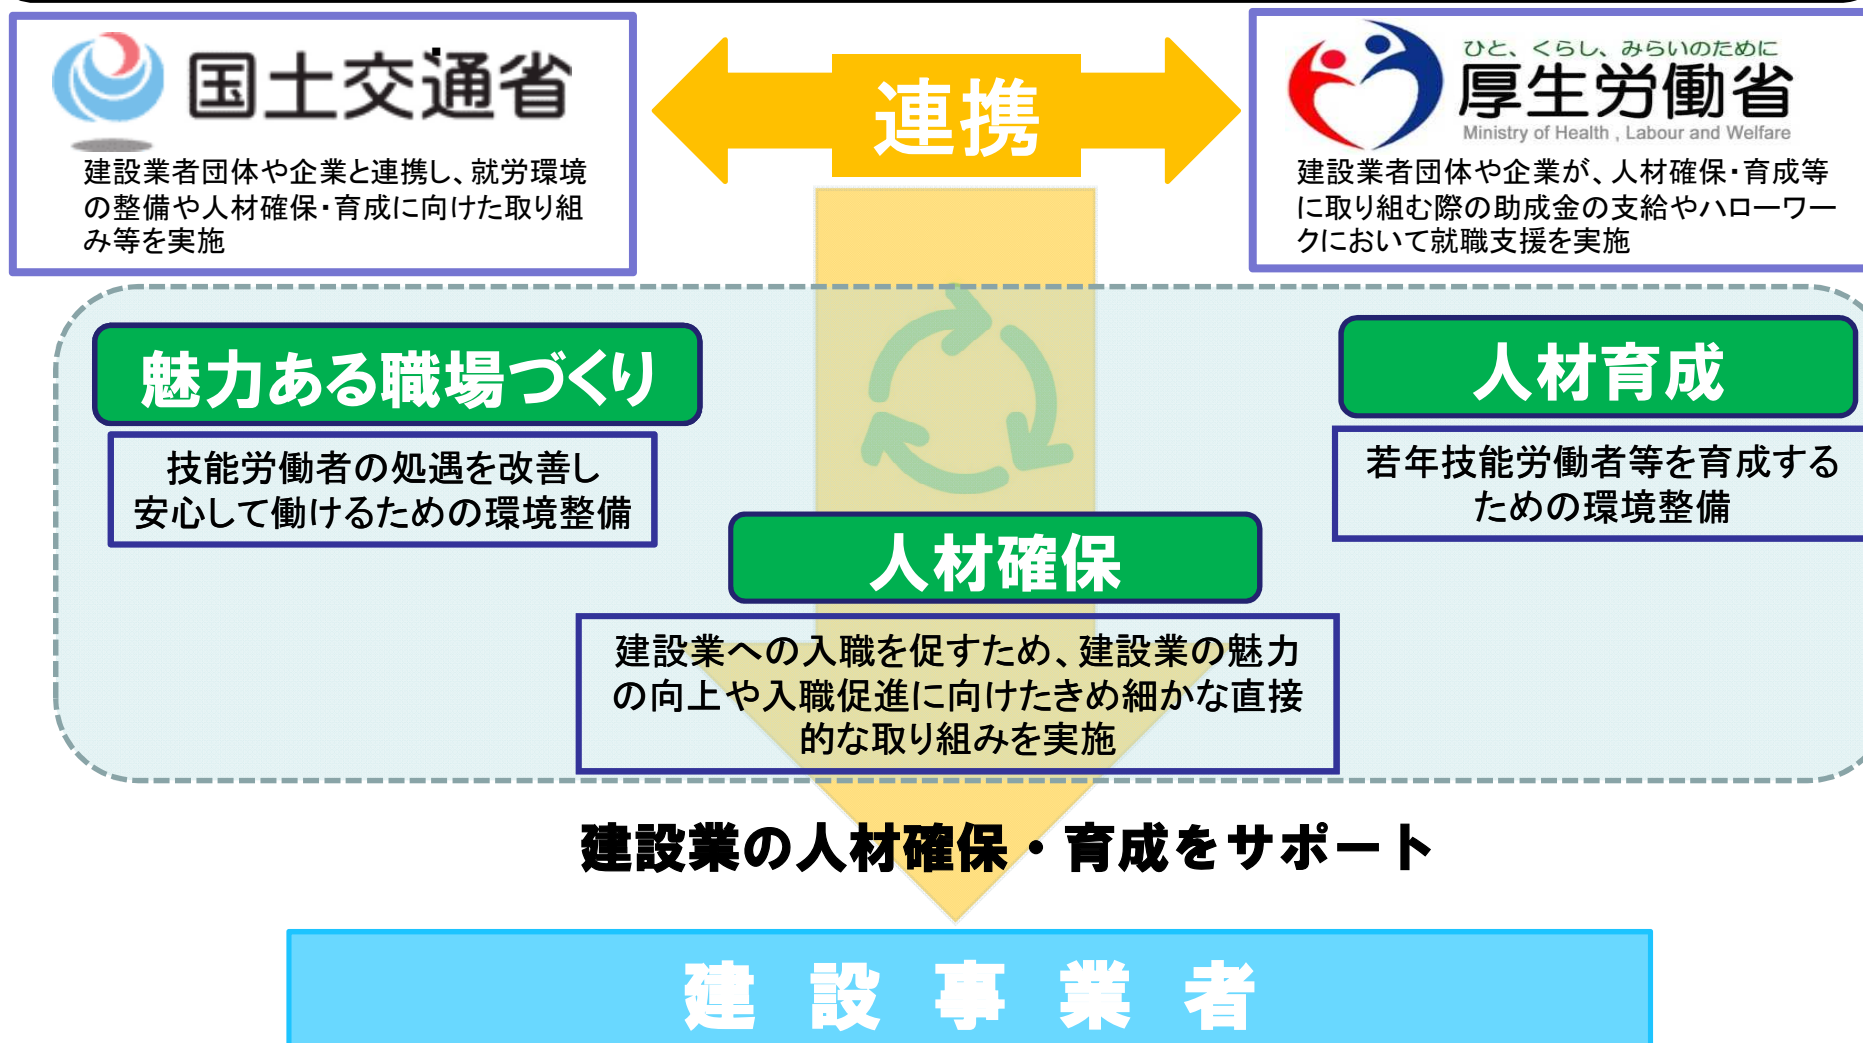 国土交通省
建設業者団体や企業と連携し、就労環境
の整備や人材確保・育成に向けた取り組
み等を実施
連携
ひと、くらし、みらいのために
厚生労働省
Ministry of Health , Labour and Welfare
建設業者団体や企業が、人材確保・育成等
に取り組む際の助成金の支給やハローワー
クにおいて就職支援を実施
魅力ある職場づくり
技能労働者の処遇を改善し
安心して働けるための環境整備
人材育成
若年技能労働者等を育成する
ための環境整備
人材確保
建設業への入職を促すため、建設業の魅力
の向上や入職促進に向けたきめ細かな直接
的な取り組みを実施
建設業の人材確保・育成をサポート
建設事業者